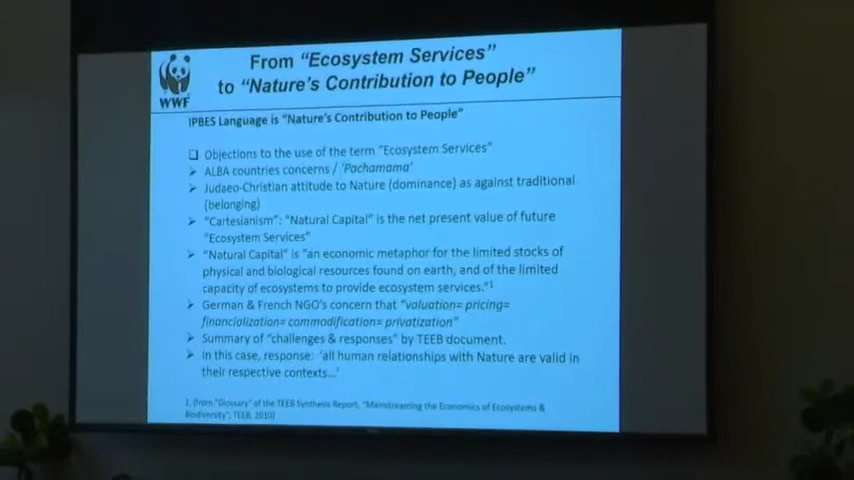 From "Ecosystem Services"
to "Nature's Contribution to People"
WWF
IPBES Language is "Nature's Contribution to People"
Objections to the use of the term "Ecosystem Services"
ALBA countries concerns / 'Pachamama'
Judaeo-Christian attitude to Nature (dominance) as against traditional
(belonging)
"Cartesianism": "Natural Capital" is the net present value of future
"Ecosystem Services"
"Natural Capital" is "an economic metaphor for the limited stocks of
physical and biological resources found on earth, and of the limited
capacity of ecosystems to provide ecosystem services."1
German & French NGO's concern that "valuation= pricing=
financialization= commodification= privatization"
Summary of "challenges & responses" by TEEB document.
In this case, response: 'all human relationships with Nature are valid in
their respective contexts...'
1. (from "Glossary" of the TEEB Synthesis Report, "Mainstreaming the Economics of Ecosystems &
Biodiversity", TEEB, 2010)